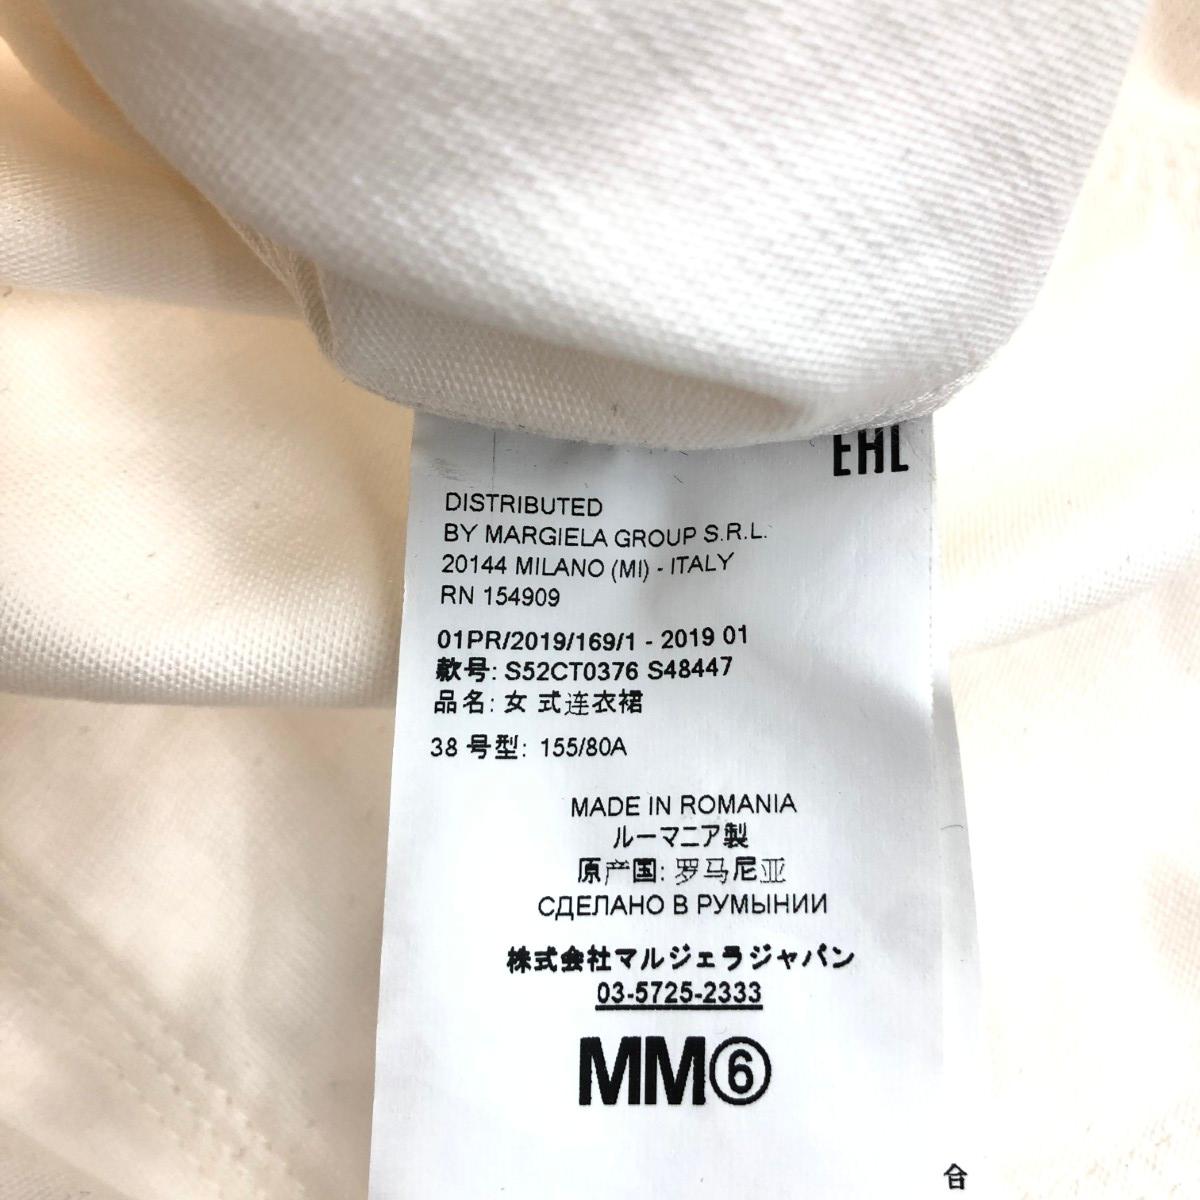 EAC
DISTRIBUTED
BY MARGIELA GROUP S.R.L.
20144 MILANO (MI) - ITALY
RN 154909
01PR/2019/169/1 - 2019 01
款号: S52CT0376 S48447
品名: 女 式连衣裙
38 号型: 155/80A
MADE IN ROMANIA
ルーマニア製
原产国: 罗马尼亚
СДЕЛАНО В РУМЫНИИ
株式会社マルジェラジャパン
03-5725-2333
MM⑥